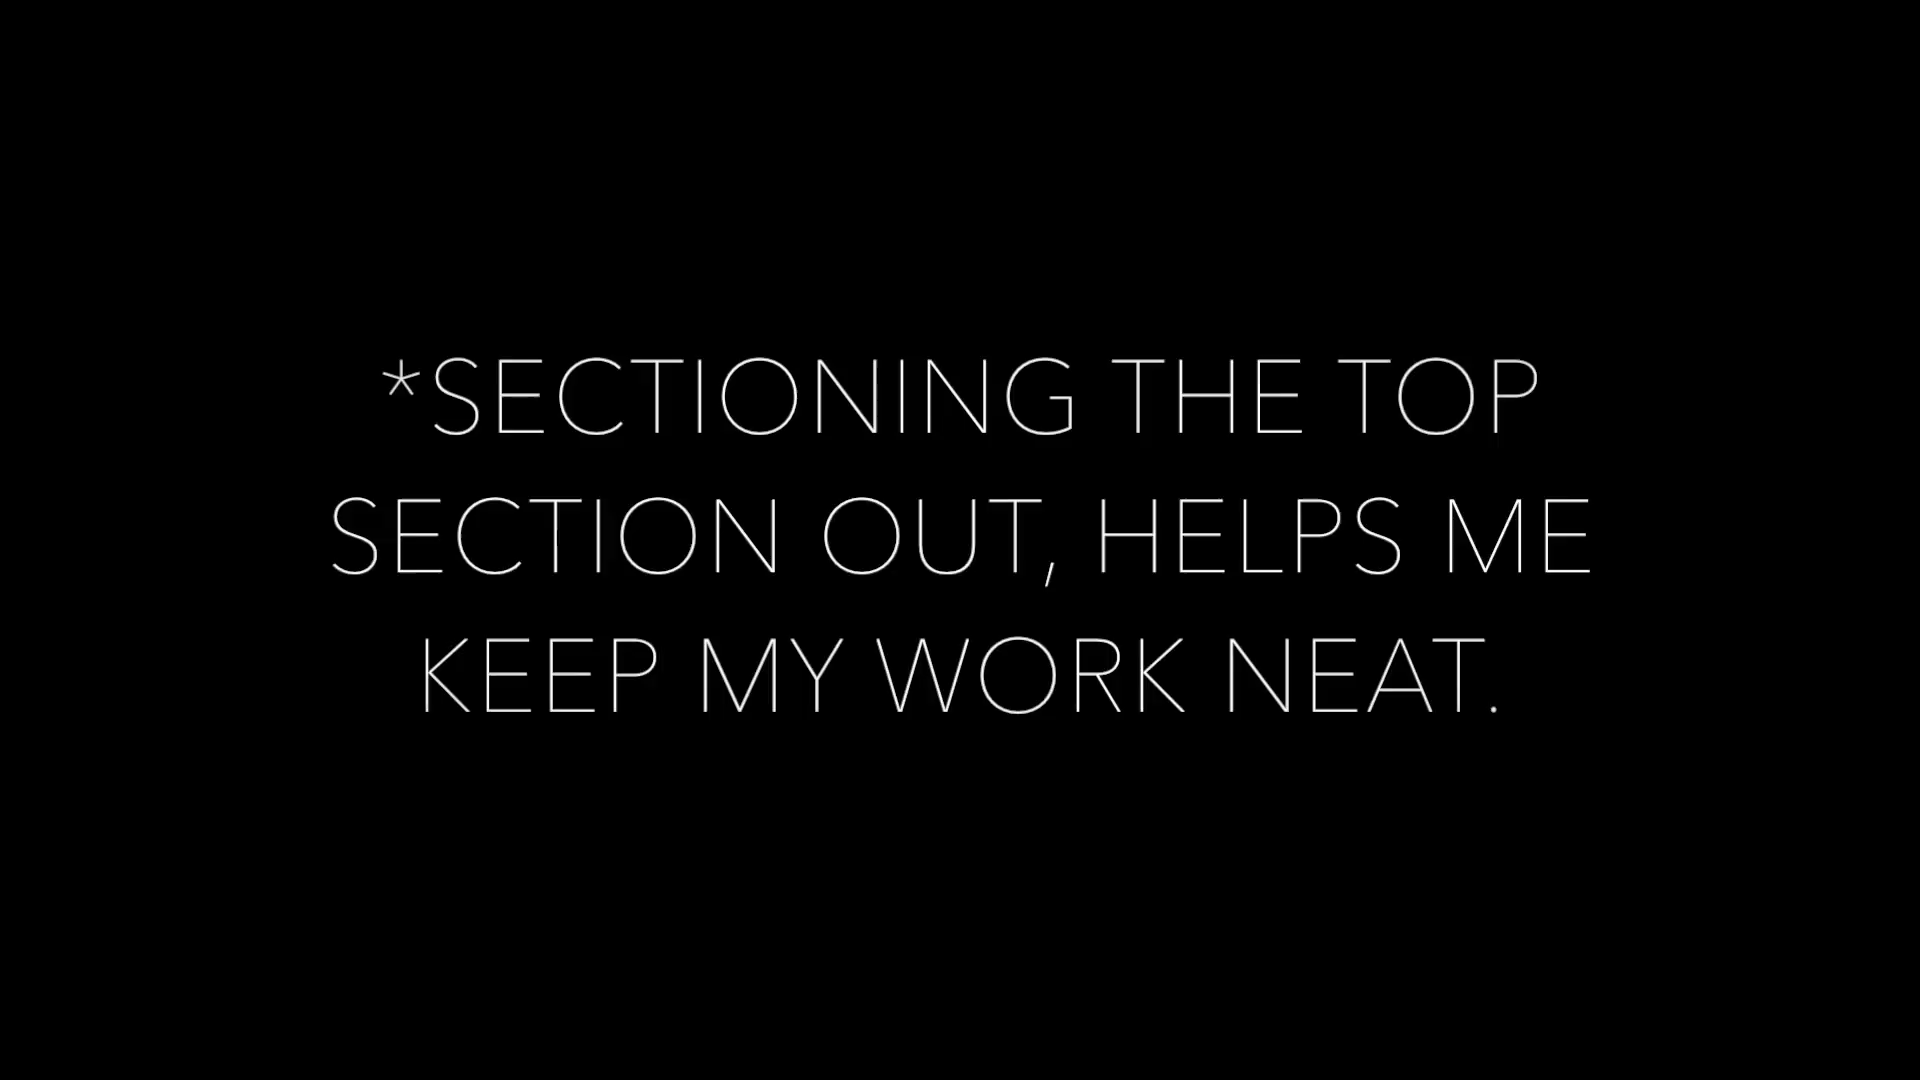 *SECTIONING THE TOP
SECTION OUT, HELPS ME
KEEP MY WORK NEAT.